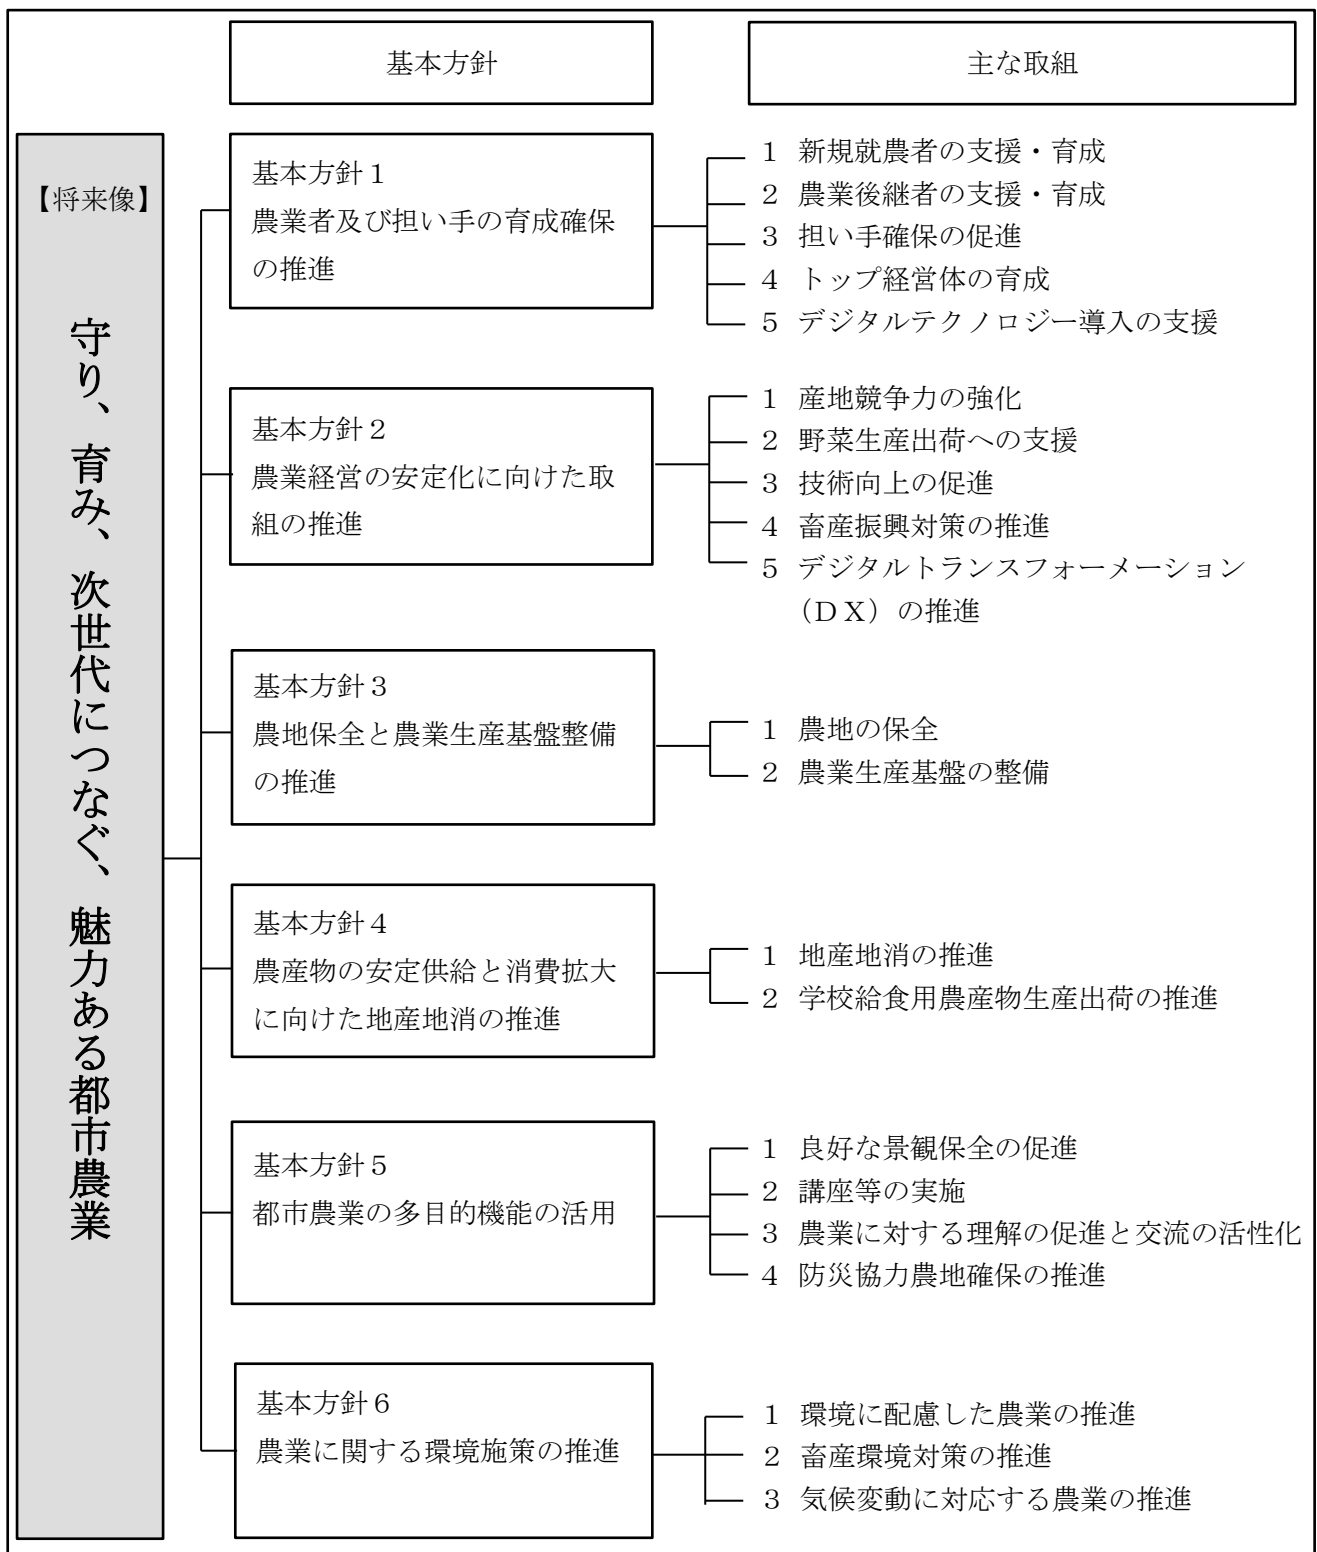 基本方針
主な取組
【将来像】
守り、育み、次世代につなぐ、魅力ある都市農業
基本方針１
農業者及び担い手の育成確保
の推進
１ 新規就農者の支援・育成
２ 農業後継者の支援・育成
３ 担い手確保の促進
４ トップ経営体の育成
５ デジタルテクノロジー導入の支援
基本方針２
農業経営の安定化に向けた取
組の推進
１ 産地競争力の強化
２ 野菜生産出荷への支援
３ 技術向上の促進
４ 畜産振興対策の推進
５ デジタルトランスフォーメーション
（ＤＸ）の推進
基本方針３
農地保全と農業生産基盤整備
の推進
１ 農地の保全
２ 農業生産基盤の整備
基本方針４
農産物の安定供給と消費拡大
に向けた地産地消の推進
１ 地産地消の推進
２ 学校給食用農産物生産出荷の推進
基本方針５
都市農業の多目的機能の活用
１ 良好な景観保全の促進
２ 講座等の実施
３ 農業に対する理解の促進と交流の活性化
４ 防災協力農地確保の推進
基本方針６
農業に関する環境施策の推進
１ 環境に配慮した農業の推進
２ 畜産環境対策の推進
３ 気候変動に対応する農業の推進